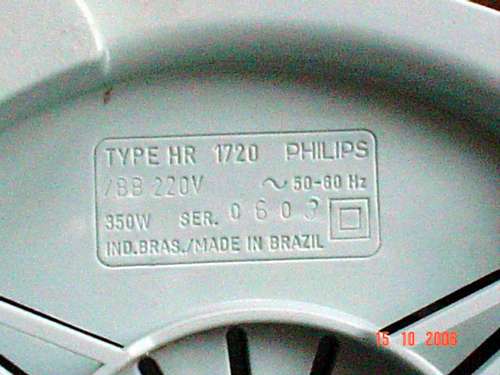 TYPE HR 1720 PHILIPS
/BB 220V ~ 50-60 Hz
350W SER. 0603
IND.BRAS./MADE IN BRAZIL
15 10 2006